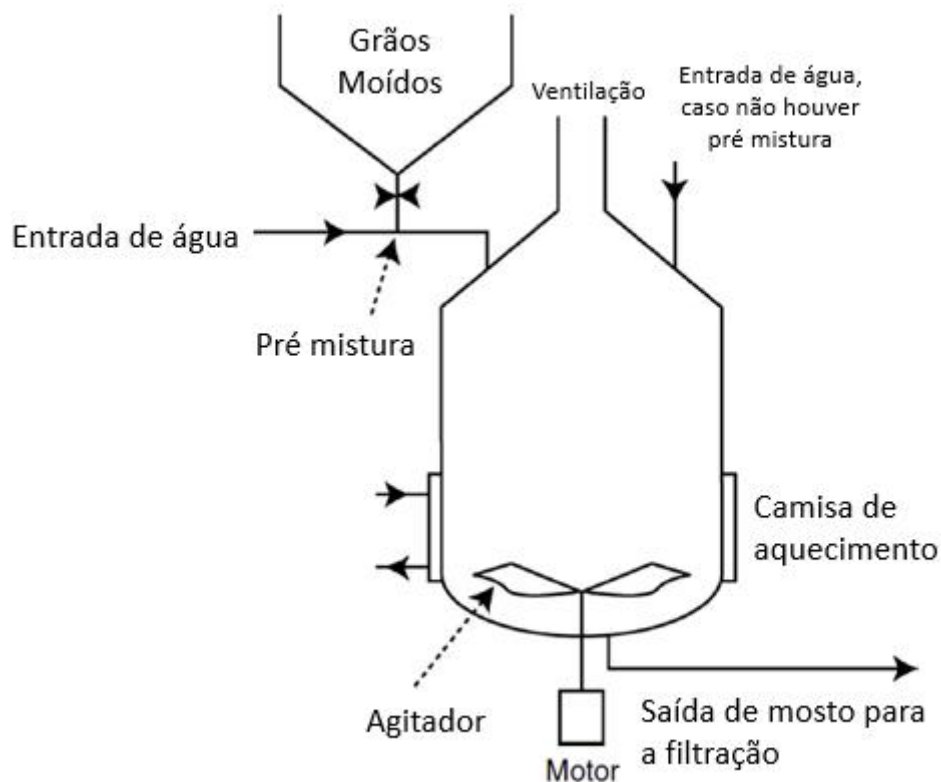 Grãos
Moídos
Ventilação
Entrada de água,
caso não houver
pré mistura
Entrada de água
Pré mistura
Camisa de
aquecimento
Agitador
Saída de mosto para
a filtração
Motor